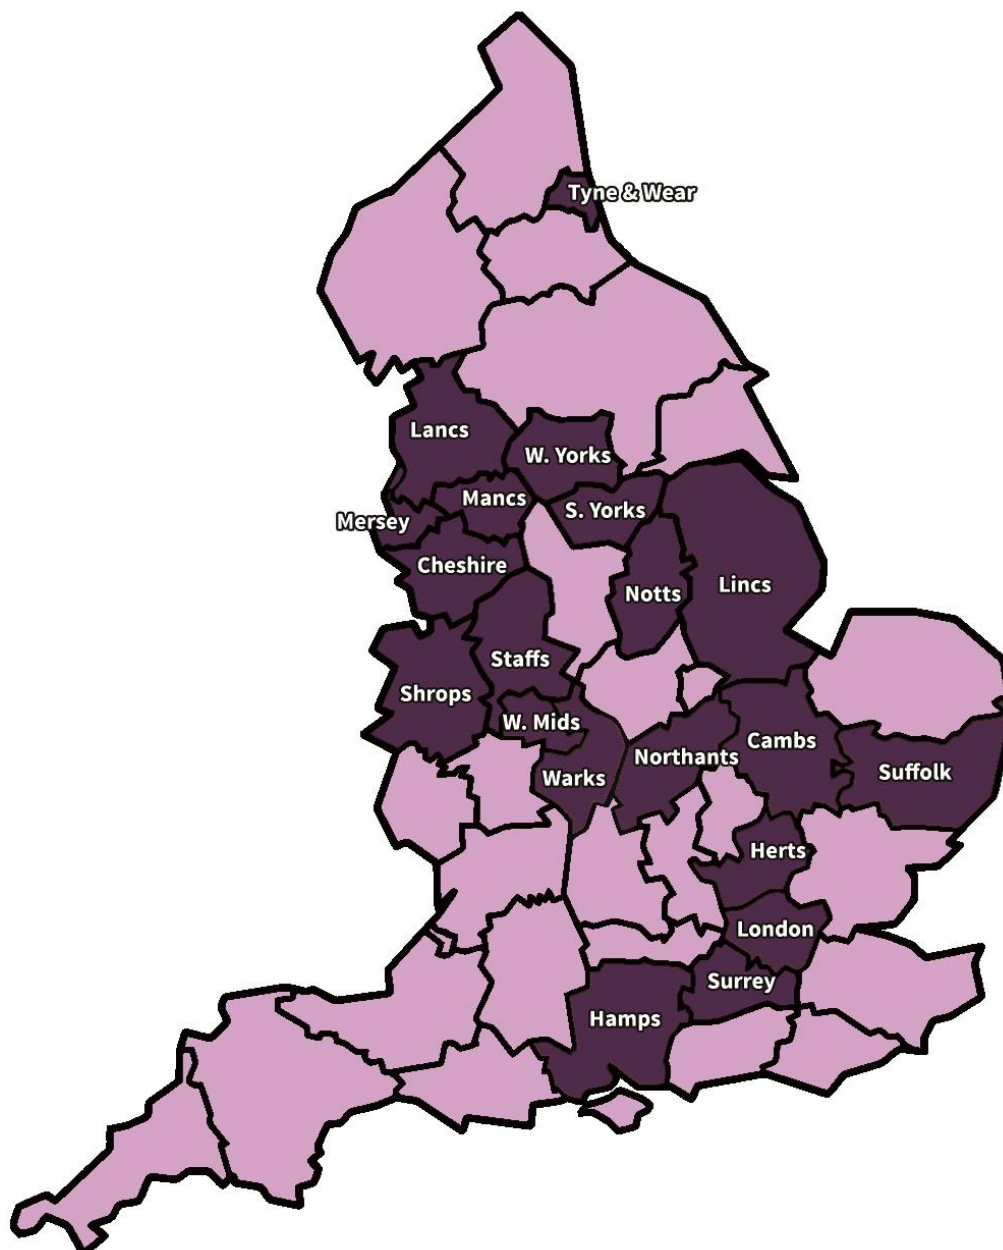 Tyne & Wear
Lancs
W. Yorks
Mancs
S. Yorks
Mersey
Cheshire
Notts
Lincs
Staffs
Shrops
W. Mids
Cambs
Northants
Warks
Suffolk
Herts
London
Surrey
Hamps